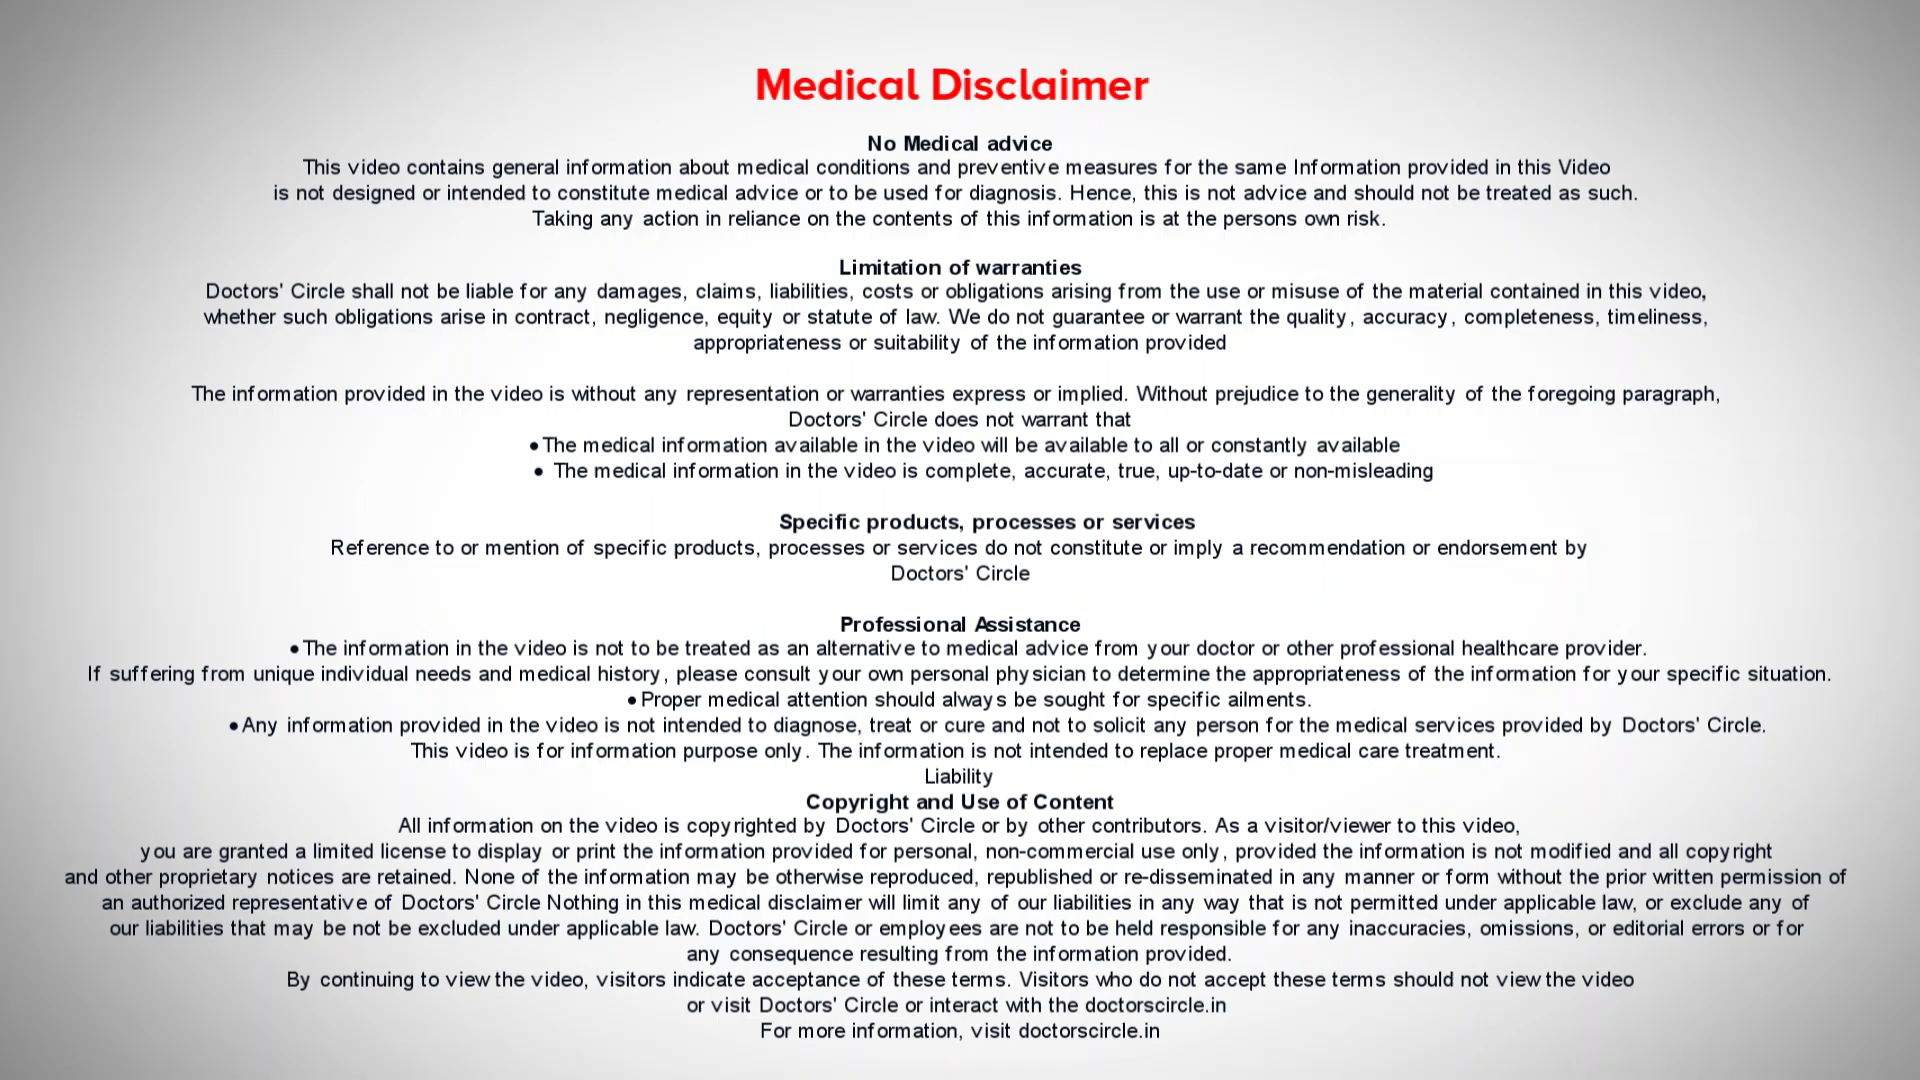 Medical Disclaimer
No Medical advice
This video contains general information about medical conditions and preventive measures for the same Information provided in this Video
is not designed or intended to constitute medical advice or to be used for diagnosis. Hence, this is not advice and should not be treated as such.
Taking any action in reliance on the contents of this information is at the persons own risk.
Limitation of warranties
Doctors' Circle shall not be liable for any damages, claims, liabilities, costs or obligations arising from the use or misuse of the material contained in this video,
whether such obligations arise in contract, negligence, equity or statute of law. We do not guarantee or warrant the quality, accuracy, completeness, timeliness,
appropriateness or suitability of the information provided
The information provided in the video is without any representation or warranties express or implied. Without prejudice to the generality of the foregoing paragraph,
Doctors' Circle does not warrant that
•The medical information available in the video will be available to all or constantly available
• The medical information in the video is complete, accurate, true, up-to-date or non-misleading
Specific products, processes or services
Reference to or mention of specific products, processes or services do not constitute or imply a recommendation or endorsement by
Doctors' Circle
Professional Assistance
•The information in the video is not to be treated as an alternative to medical advice from your doctor or other professional healthcare provider.
If suffering from unique individual needs and medical history, please consult your own personal physician to determine the appropriateness of the information for your specific situation.
•Proper medical attention should always be sought for specific ailments.
•Any information provided in the video is not intended to diagnose, treat or cure and not to solicit any person for the medical services provided by Doctors' Circle.
This video is for information purpose only. The information is not intended to replace proper medical care treatment.
Liability
Copyright and Use of Content
All information on the video is copyrighted by Doctors' Circle or by other contributors. As a visitor/viewer to this video,
you are granted a limited license to display or print the information provided for personal, non-commercial use only, provided the information is not modified and all copyright
and other proprietary notices are retained. None of the information may be otherwise reproduced, republished or re-disseminated in any manner or form without the prior written permission of
an authorized representative of Doctors' Circle Nothing in this medical disclaimer will limit any of our liabilities in any way that is not permitted under applicable law, or exclude any of
our liabilities that may be not be excluded under applicable law. Doctors' Circle or employees are not to be held responsible for any inaccuracies, omissions, or editorial errors or for
any consequence resulting from the information provided.
By continuing to view the video, visitors indicate acceptance of these terms. Visitors who do not accept these terms should not view the video
or visit Doctors' Circle or interact with the doctorscircle.in
For more information, visit doctorscircle.in